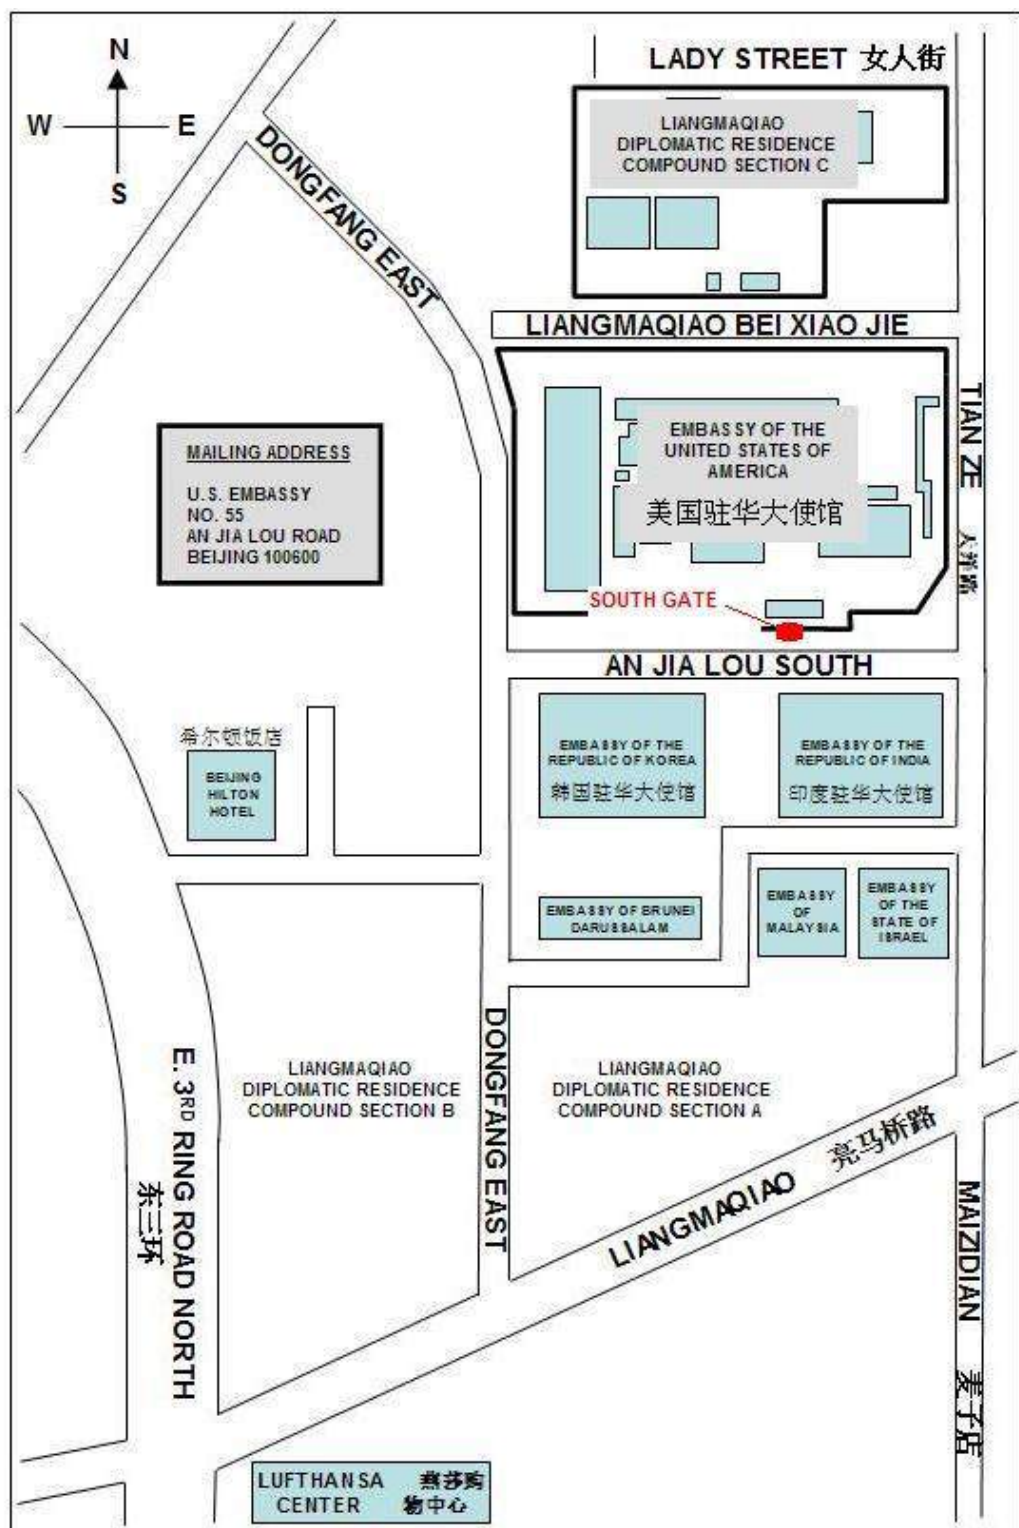 N
W E
S
LADY STREET 女人街
LIANGMAQIAO
DIPLOMATIC RESIDENCE
COMPOUND SECTION C
DONGFANG EAST
LIANGMAQIAO BEI XIAO JIE
TIAN ZE 天泽路
EMBASSY OF THE
UNITED STATES OF
AMERICA
美国驻华大使馆
MAILING ADDRESS
U.S. EMBASSY
NO. 55
AN JIA LOU ROAD
BEIJING 100600
SOUTH GATE
AN JIA LOU SOUTH
希尔顿饭店
BEIJING
HILTON
HOTEL
EMBASSY OF THE
REPUBLIC OF KOREA
韩国驻华大使馆
EMBASSY OF THE
REPUBLIC OF INDIA
印度驻华大使馆
EMBASSY OF BRUNEI
DARUSSALAM
EMBASSY
OF
MALAYSIA
EMBASSY
OF THE
STATE OF
ISRAEL
E. 3RD RING ROAD NORTH
东三环
LIANGMAQIAO
DIPLOMATIC RESIDENCE
COMPOUND SECTION B
DONGFANG EAST
LIANGMAQIAO
DIPLOMATIC RESIDENCE
COMPOUND SECTION A
LIANGMAQIAO 亮马桥路
MAIZIDIAN 麦子店
LUFTHANSA 燕莎购
CENTER 物中心